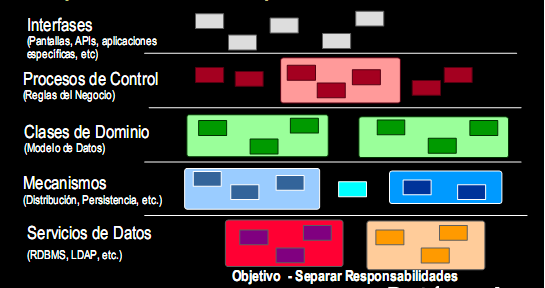 Interfases
(Pantallas, APIs, aplicaciones
específicas, etc)
Procesos de Control
(Reglas del Negocio)
Clases de Dominio
(Modelo de Datos)
Mecanismos
(Distribución, Persistencia, etc.)
Servicios de Datos
(RDBMS, LDAP, etc.)
Objetivo - Separar Responsabilidades